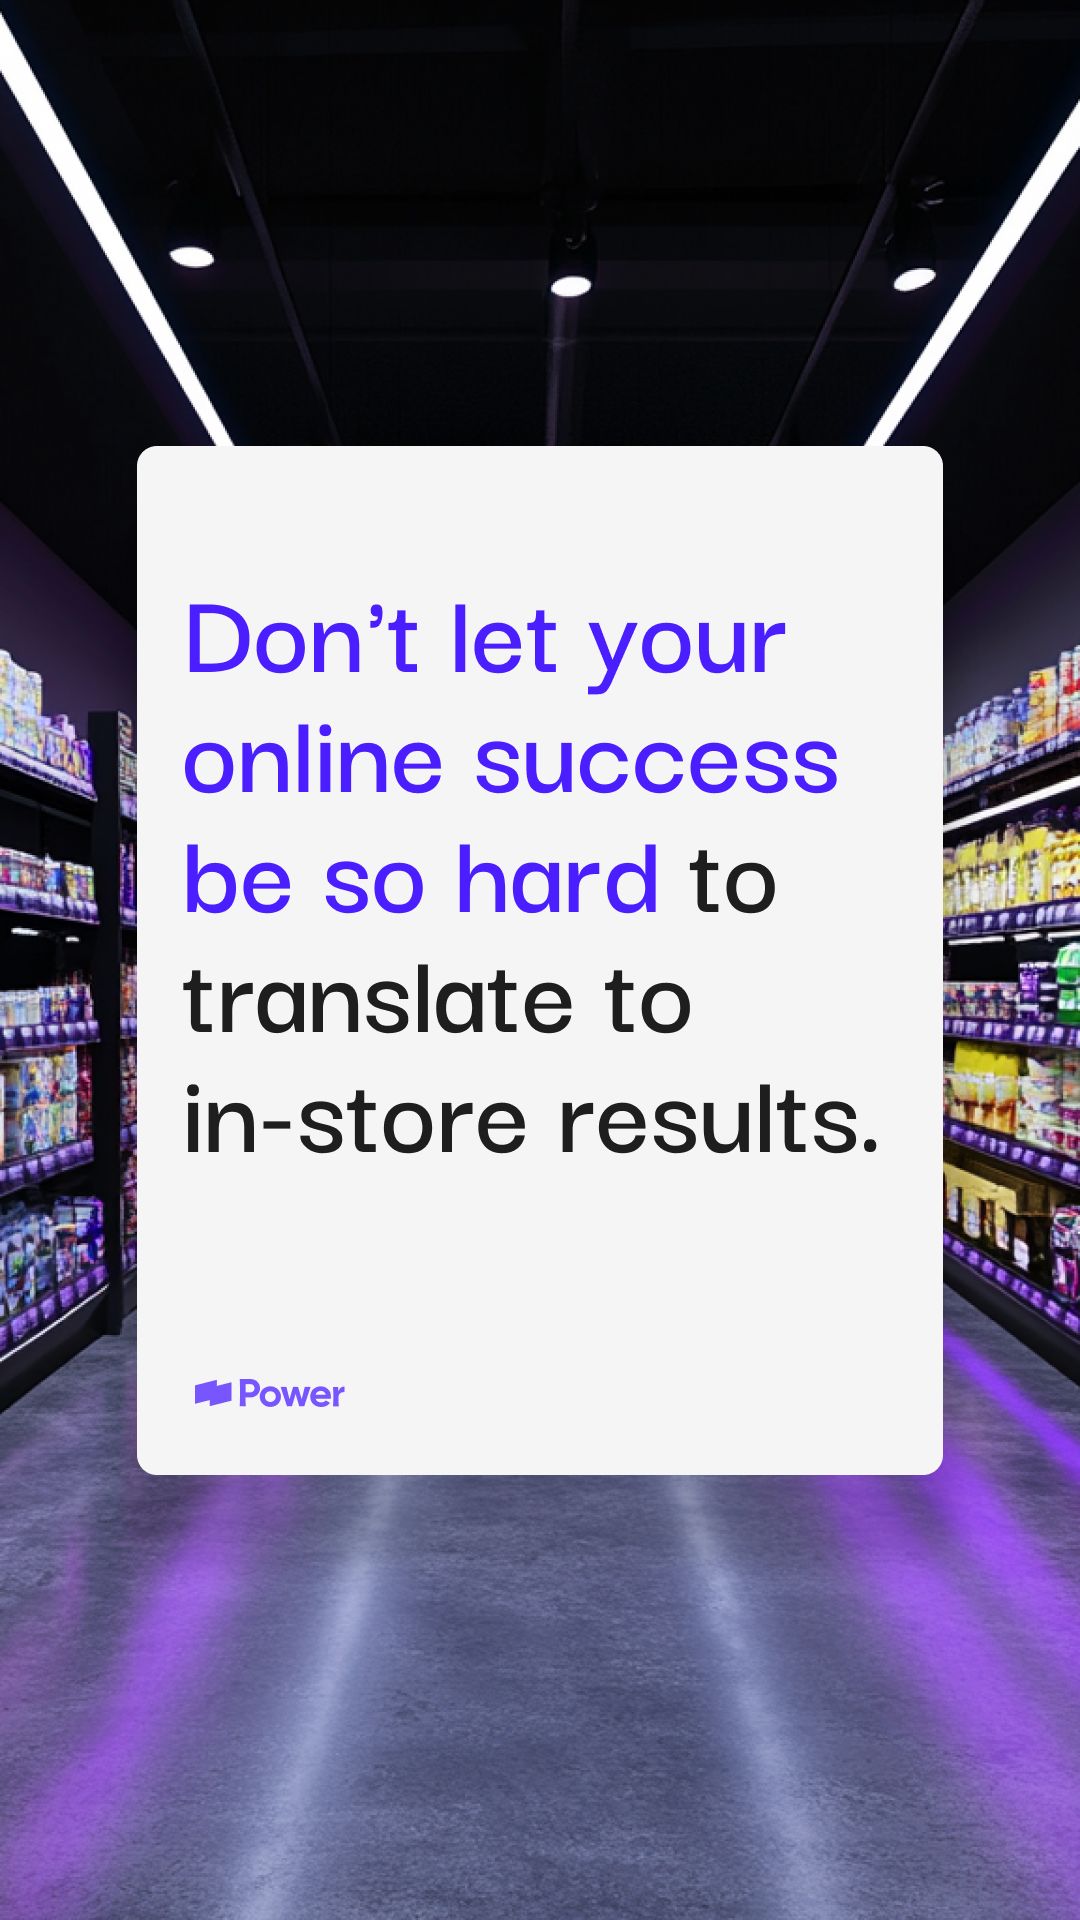 Don’t let your
online success
be so hard to
translate to
in-store results.
Power